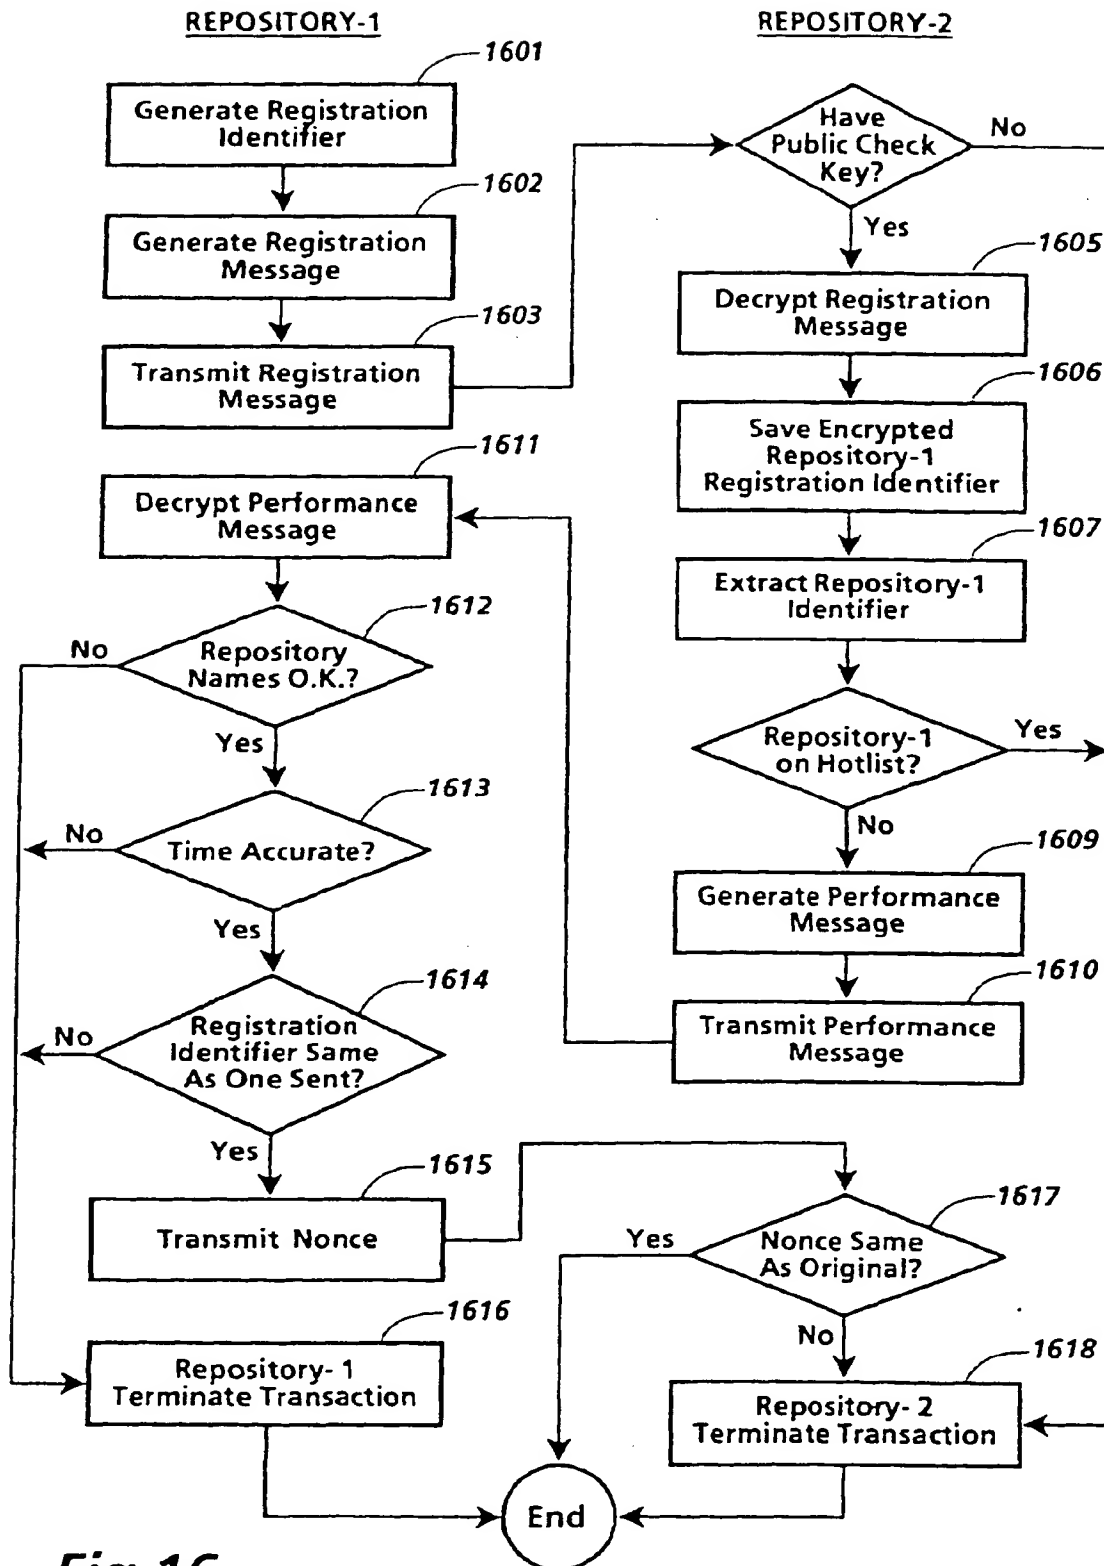 REPOSITORY-1
1601
Generate Registration
Identifier
1602
Generate Registration
Message
1603
Transmit Registration
Message
1611
Decrypt Performance
Message
1612
Repository
Names O.K.?
No
Yes
1613
Time Accurate?
No
Yes
1614
Registration
Identifier Same
As One Sent?
No
Yes
1615
Transmit Nonce
1616
Repository- 1
Terminate Transaction
REPOSITORY-2
Have
Public Check
Key?
No
Yes
1605
Decrypt Registration
Message
1606
Save Encrypted
Repository-1
Registration Identifier
1607
Extract Repository-1
Identifier
Repository-1
on Hotlist?
Yes
No
1609
Generate Performance
Message
1610
Transmit Performance
Message
1617
Nonce Same
As Original?
Yes
No
1618
Repository- 2
Terminate Transaction
End
Fig. 16